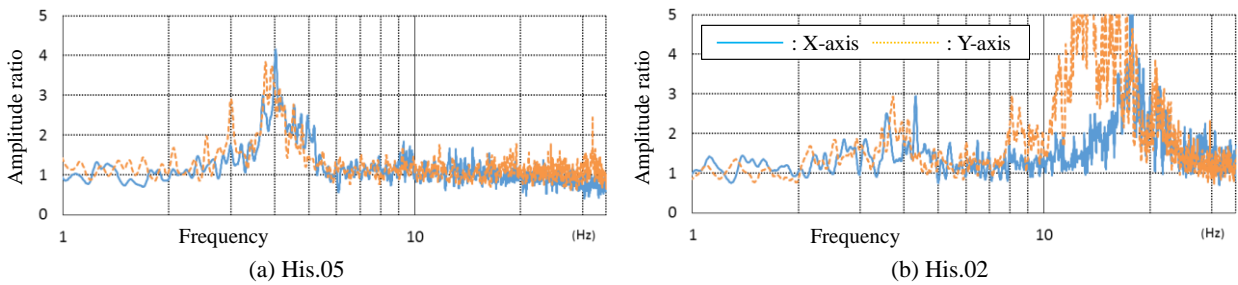 Amplitude ratio
5
4
3
2
1
0
1
Frequency
10
(Hz)
(a) His.05
Amplitude ratio
5
4
3
2
1
0
: X-axis : Y-axis
1
Frequency
10
(Hz)
(b) His.02